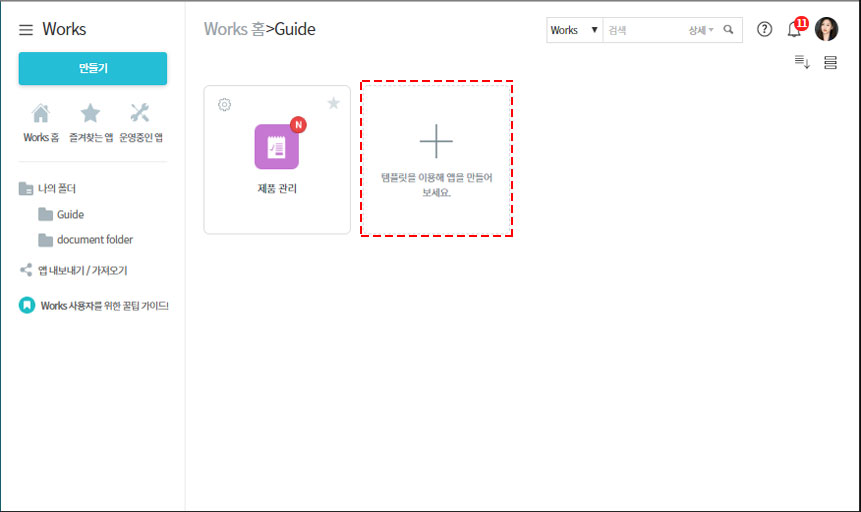 Works
만들기
Works 홈
즐겨찾는 앱
운영중인 앱
나의 폴더
Guide
document folder
앱 내보내기 / 가져오기
Works 사용자를 위한 꿀팁 가이드!
Works 홈>Guide
Works ▼
검색
상세
11
N
제품 관리
템플릿을 이용해 앱을 만들어
보세요.